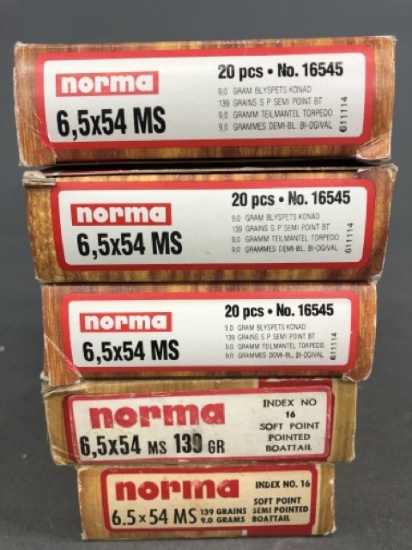 norma
20 pcs • No. 16545
6,5x54 MS
9,0 GRAM BLYSPETS KONAD
139 GRAINS S P SEMI POINT BT
9,0 GRAMM TEILMANTEL TORPEDO
9,0 GRAMMES DEMI-BL. BI-OGIVAL
611114
norma
20 pcs • No. 16545
6,5x54 MS
9,0 GRAM BLYSPETS KONAD
139 GRAINS S P SEMI POINT BT
9,0 GRAMM TEILMANTEL TORPEDO
9,0 GRAMMES DEMI-BL. BI-OGIVAL
611114
norma
20 pcs • No. 16545
6,5x54 MS
9,0 GRAM BLYSPETS KONAD
139 GRAINS S P SEMI POINT BT
9,0 GRAMM TEILMANTEL TORPEDO
9,0 GRAMMES DEMI-BL. BI-OGIVAL
611114
norma
6,5x54 MS 139 GR
INDEX NO
16
SOFT POINT
POINTED
BOATTAIL
norma
6.5x54 MS
139 GRAINS
9.0 GRAMS
INDEX NO. 16
SOFT POINT
SEMI POINTED
BOATTAIL